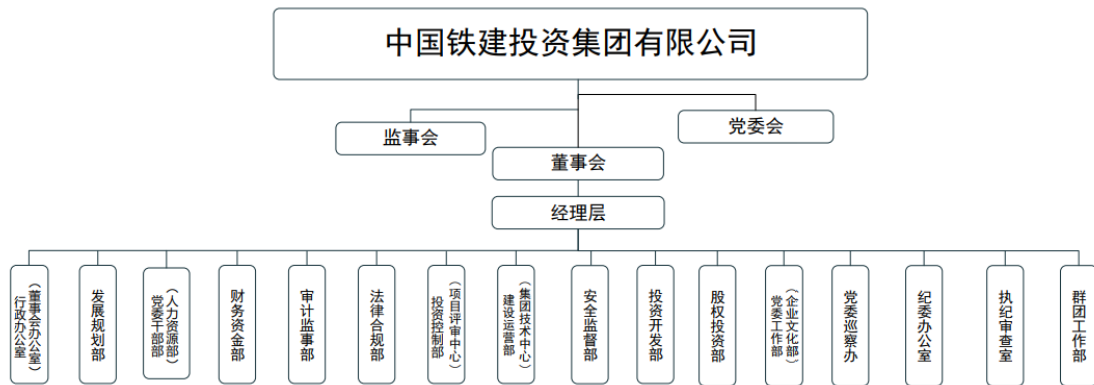 中国铁建投资集团有限公司
监事会
党委会
董事会
经理层
行政办公室
（董事会办公室）
发展规划部
党委干部部
（人力资源部）
财务资金部
审计监事部
法律合规部
投资控制部
（项目评审中心）
建设运营部
（集团技术中心）
安全监督部
投资开发部
股权投资部
党委工作部
（企业文化部）
党委巡察办
纪委办公室
执纪审查室
群团工作部